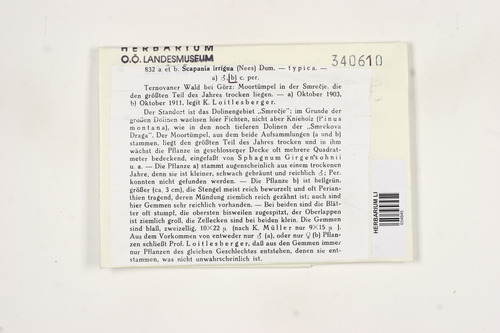 HERBARIUM
O.Ö. LANDESMUSEUM
340610
832 a et b. Scapania irrigua (Nees) Dum. — typica. —
a) ♂, b) c. per.
Ternovaner Wald bei Görz: Moortümpel in der Smrečje, die
den größten Teil des Jahres trocken liegen. — a) Oktober 1903,
b) Oktober 1911, legit K. Loitlesberger.
Der Standort ist das Dolinengebiet „Smrečje“; im Grunde der
großen Dolinen wachsen hier Fichten, nicht aber Knieholz (Pinus
montana), wie in den noch tieferen Dolinen der „Smrekova
Draga“. Der Moortümpel, aus dem beide Aufsammlungen (a und b)
stammen, liegt den größten Teil des Jahres trocken und in ihm
wächst die Pflanze in geschlossener Decke oft mehrere Quadrat-
meter bedeckend, eingefaßt von Sphagnum Girgensohnii
u. a. — Die Pflanze a) stammt augenscheinlich aus einem trockenen
Jahre, denn sie ist kleiner, schwach gebräunt und reichlich ♂; Per.
konnten nicht gefunden werden. — Die Pflanze b) ist hellgrün,
größer (ca. 3 cm), die Stengel meist reich bewurzelt und oft Perian-
thien tragend, deren Mündung ziemlich reich gezähnt ist; auch sind
hier Gemmen sehr reichlich vorhanden. — Bei beiden sind die Blät-
ter oft stumpf, die obersten bisweilen zugespitzt, der Oberlappen
ist ziemlich groß, die Zellecken sind bei beiden klein. Die Gemmen
sind blaß, zweizellig, 10×22 µ (nach K. Müller nur 9×15 µ).
Aus dem Vorkommen von entweder nur ♂ (a), oder nur ♀ (b) Pflan-
zen schließt Prof. Loitlesberger, daß aus den Gemmen immer
nur Pflanzen des gleichen Geschlechtes entstehen, denen sie ent-
stammen, was nicht unwahrscheinlich ist.
HERBARIUM LI